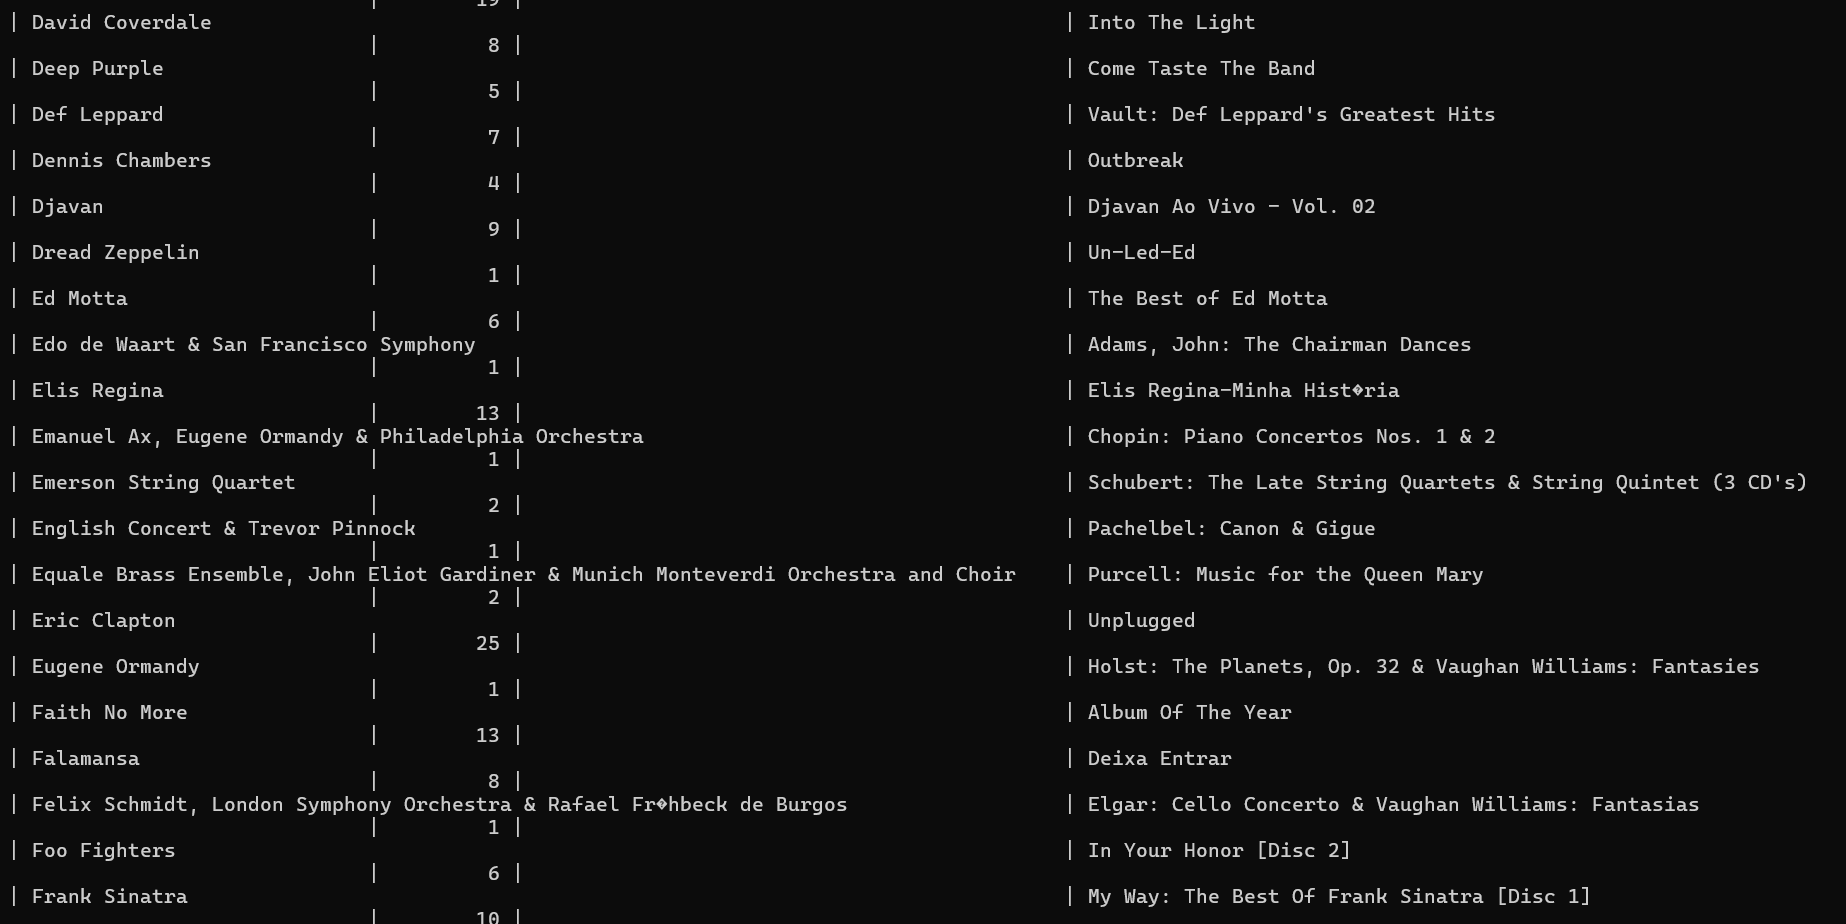 | 19 |
| David Coverdale | Into The Light
| 8 |
| Deep Purple | Come Taste The Band
| 5 |
| Def Leppard | Vault: Def Leppard's Greatest Hits
| 7 |
| Dennis Chambers | Outbreak
| 4 |
| Djavan | Djavan Ao Vivo - Vol. 02
| 9 |
| Dread Zeppelin | Un-Led-Ed
| 1 |
| Ed Motta | The Best of Ed Motta
| 6 |
| Edo de Waart & San Francisco Symphony | Adams, John: The Chairman Dances
| 1 |
| Elis Regina | Elis Regina-Minha Hist�ria
| 13 |
| Emanuel Ax, Eugene Ormandy & Philadelphia Orchestra | Chopin: Piano Concertos Nos. 1 & 2
| 1 |
| Emerson String Quartet | Schubert: The Late String Quartets & String Quintet (3 CD's)
| 2 |
| English Concert & Trevor Pinnock | Pachelbel: Canon & Gigue
| 1 |
| Equale Brass Ensemble, John Eliot Gardiner & Munich Monteverdi Orchestra and Choir | Purcell: Music for the Queen Mary
| 2 |
| Eric Clapton | Unplugged
| 25 |
| Eugene Ormandy | Holst: The Planets, Op. 32 & Vaughan Williams: Fantasies
| 1 |
| Faith No More | Album Of The Year
| 13 |
| Falamansa | Deixa Entrar
| 8 |
| Felix Schmidt, London Symphony Orchestra & Rafael Fr�hbeck de Burgos | Elgar: Cello Concerto & Vaughan Williams: Fantasias
| 1 |
| Foo Fighters | In Your Honor [Disc 2]
| 6 |
| Frank Sinatra | My Way: The Best Of Frank Sinatra [Disc 1]
| 10 |